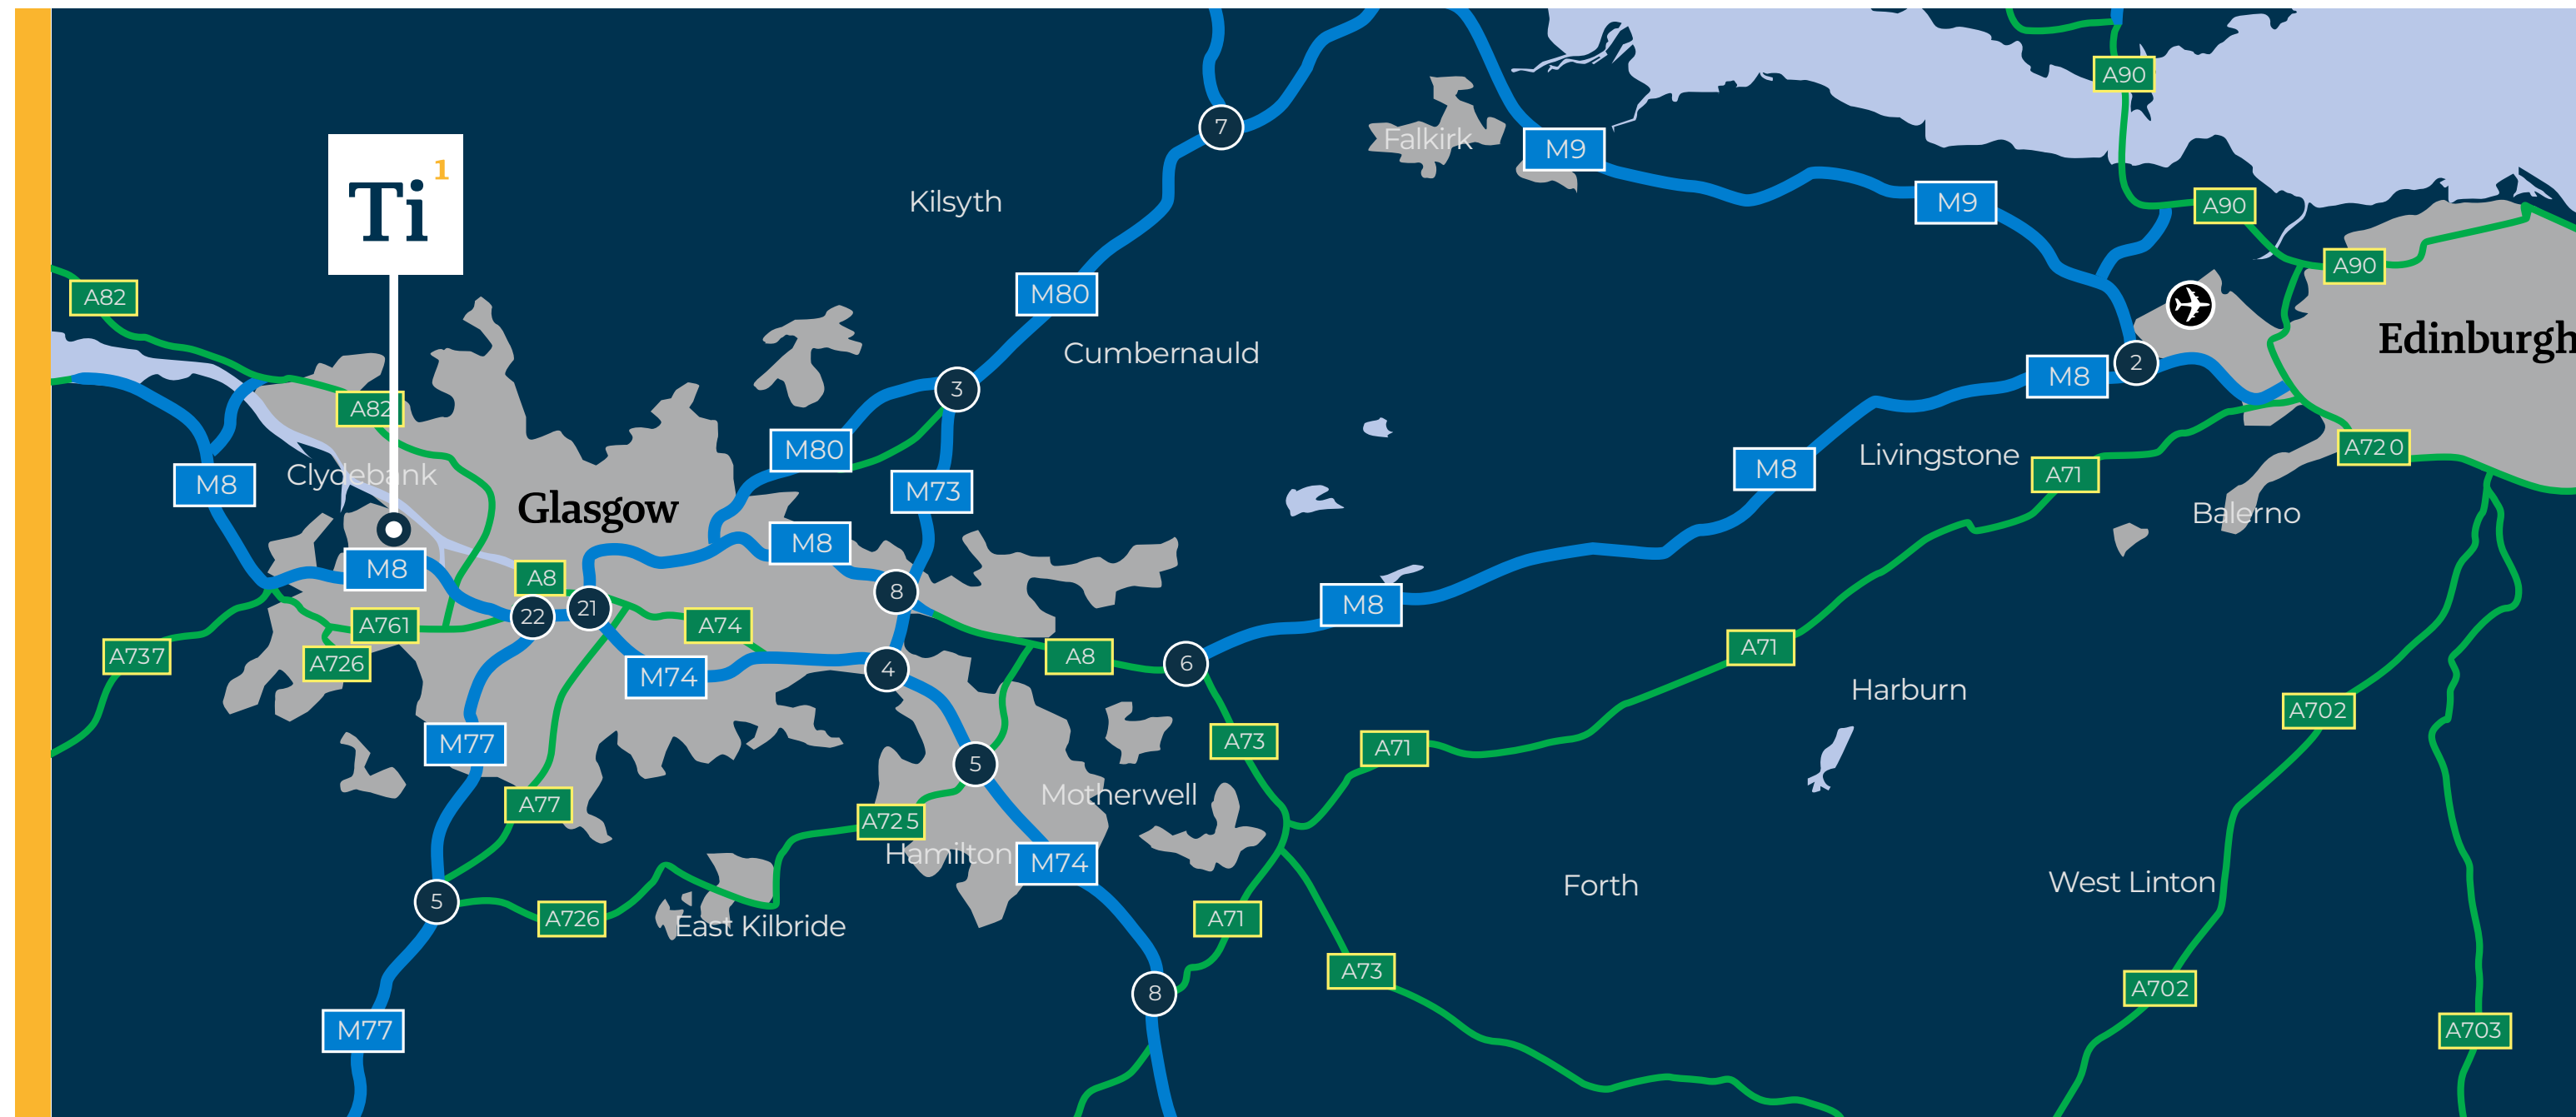 A90
7
Falkirk
M9
Ti 1
Kilsyth
M9
A90
A90
A82
M80
Edinburgh
Cumbernauld
2
M8
3
A82
M80
A720
Livingstone
M8
A71
Clydebank
M8
M73
Glasgow
Balerno
M8
M8
A8
8
M8
21
22
A761
A74
A737
A726
A8
6
A71
4
M74
Harburn
A702
M77
A73
A71
5
Motherwell
A77
A725
Hamilton
M74
West Linton
Forth
5
A726
A71
East Kilbride
A73
8
A702
M77
A703